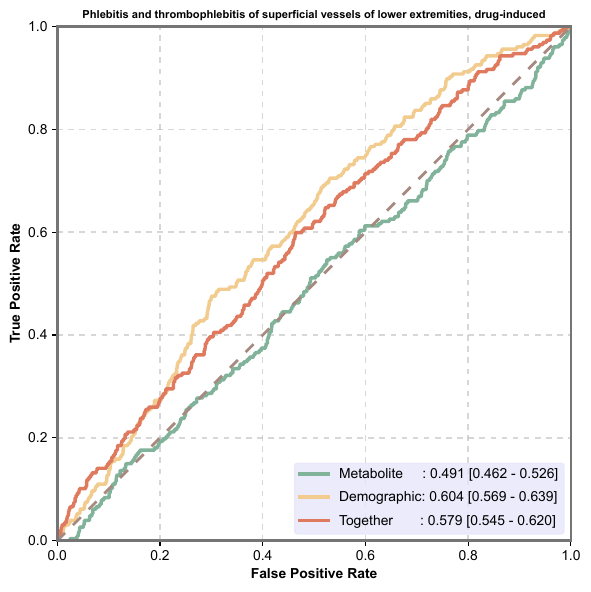 Phlebitis and thrombophlebitis of superficial vessels of lower extremities, drug-induced
1.0
0.8
0.6
0.4
0.2
0.0
True Positive Rate
Metabolite : 0.491 [0.462 - 0.526]
Demographic: 0.604 [0.569 - 0.639]
Together : 0.579 [0.545 - 0.620]
0.0 0.2 0.4 0.6 0.8 1.0
False Positive Rate